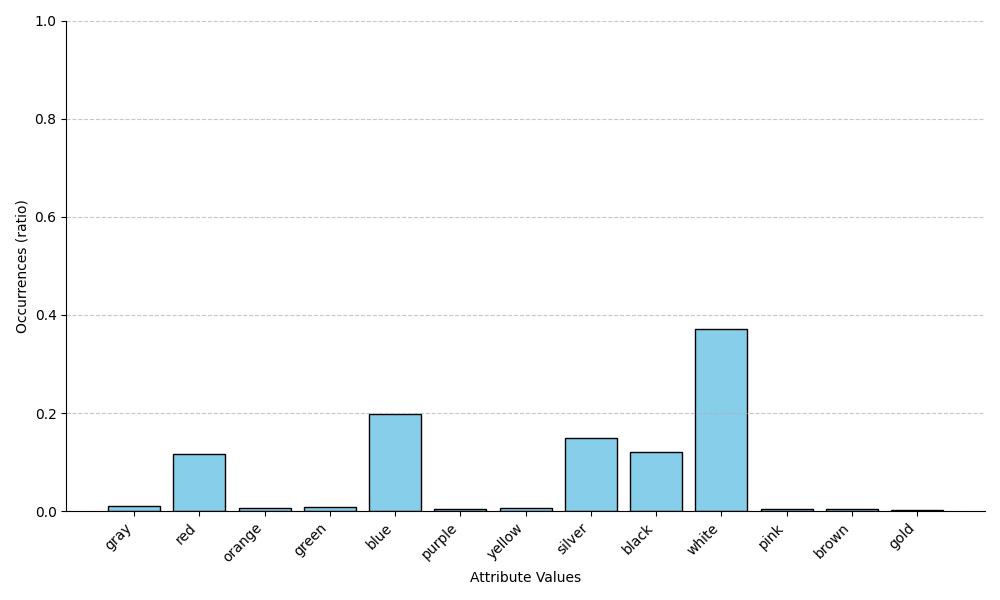 1.0
0.8
0.6
0.4
0.2
0.0
Occurrences (ratio)
gray
red
orange
green
blue
purple
yellow
silver
black
white
pink
brown
gold
Attribute Values